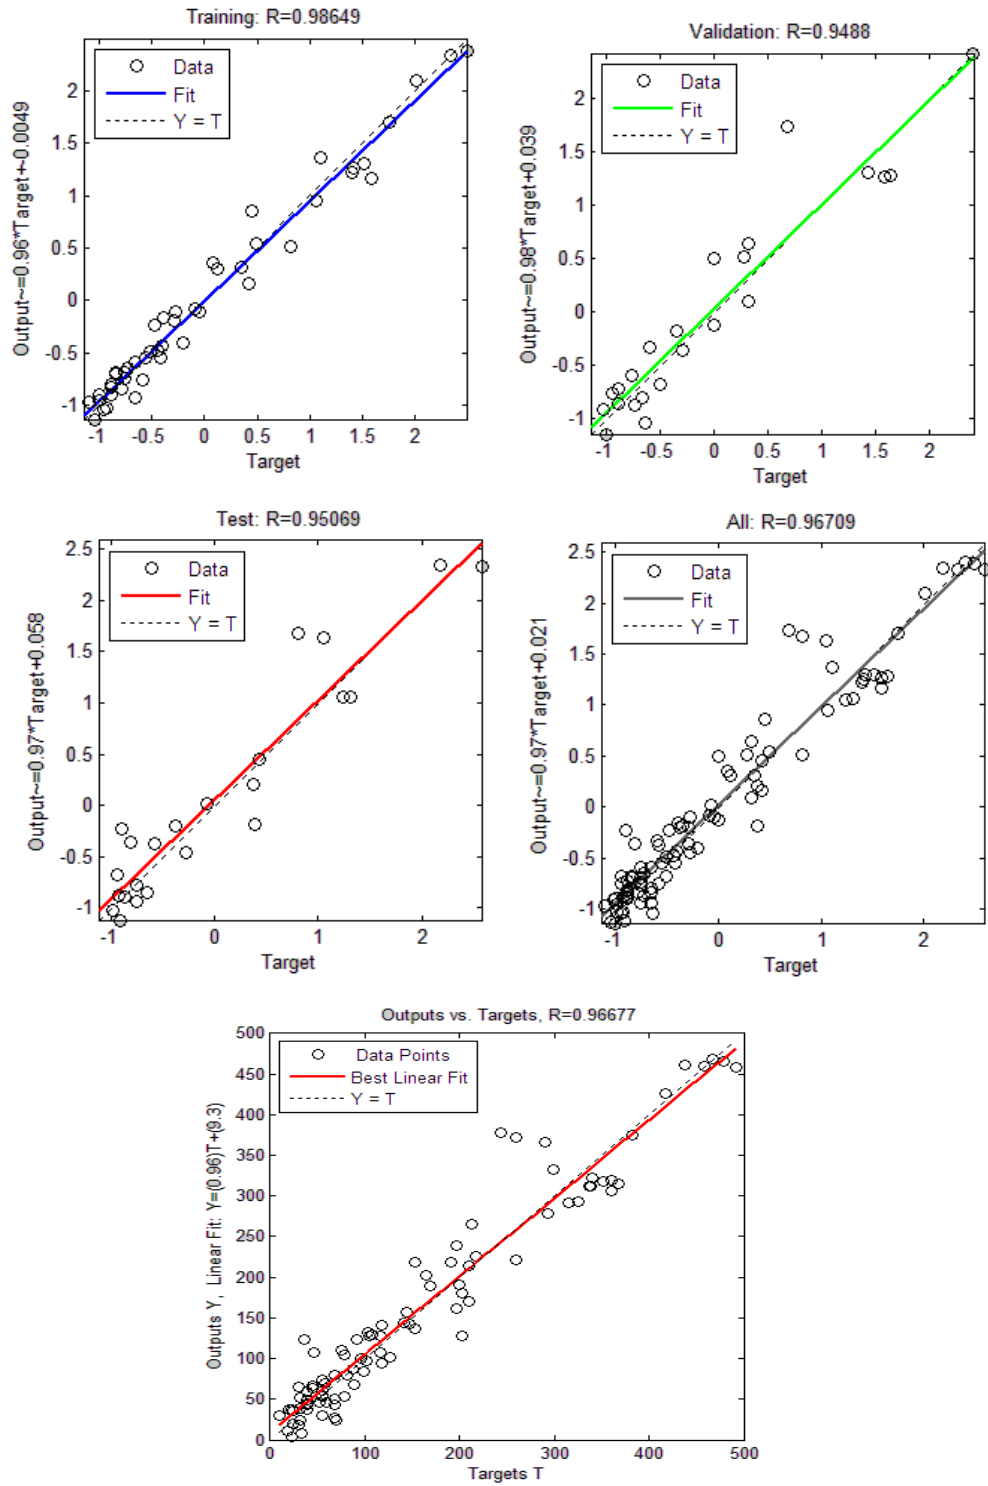 Training: R=0.98649
Data
Fit
Y = T
Output~=0.96*Target+-0.0049
2
1.5
1
0.5
0
-0.5
-1
-1
-0.5
0
0.5
1
1.5
2
Target
Validation: R=0.9488
Data
Fit
Y = T
Output~=0.98*Target+0.039
2
1.5
1
0.5
0
-0.5
-1
-1
-0.5
0
0.5
1
1.5
2
Target
Test: R=0.95069
Data
Fit
Y = T
Output~=0.97*Target+0.058
2.5
2
1.5
1
0.5
0
-0.5
-1
-1
0
1
2
Target
All: R=0.96709
Data
Fit
Y = T
Output~=0.97*Target+0.021
2.5
2
1.5
1
0.5
0
-0.5
-1
-1
0
1
2
Target
Outputs vs. Targets, R=0.96677
Data Points
Best Linear Fit
Y = T
Outputs Y, Linear Fit: Y=(0.96)T+(9.3)
500
450
400
350
300
250
200
150
100
50
0
0
100
200
300
400
500
Targets T